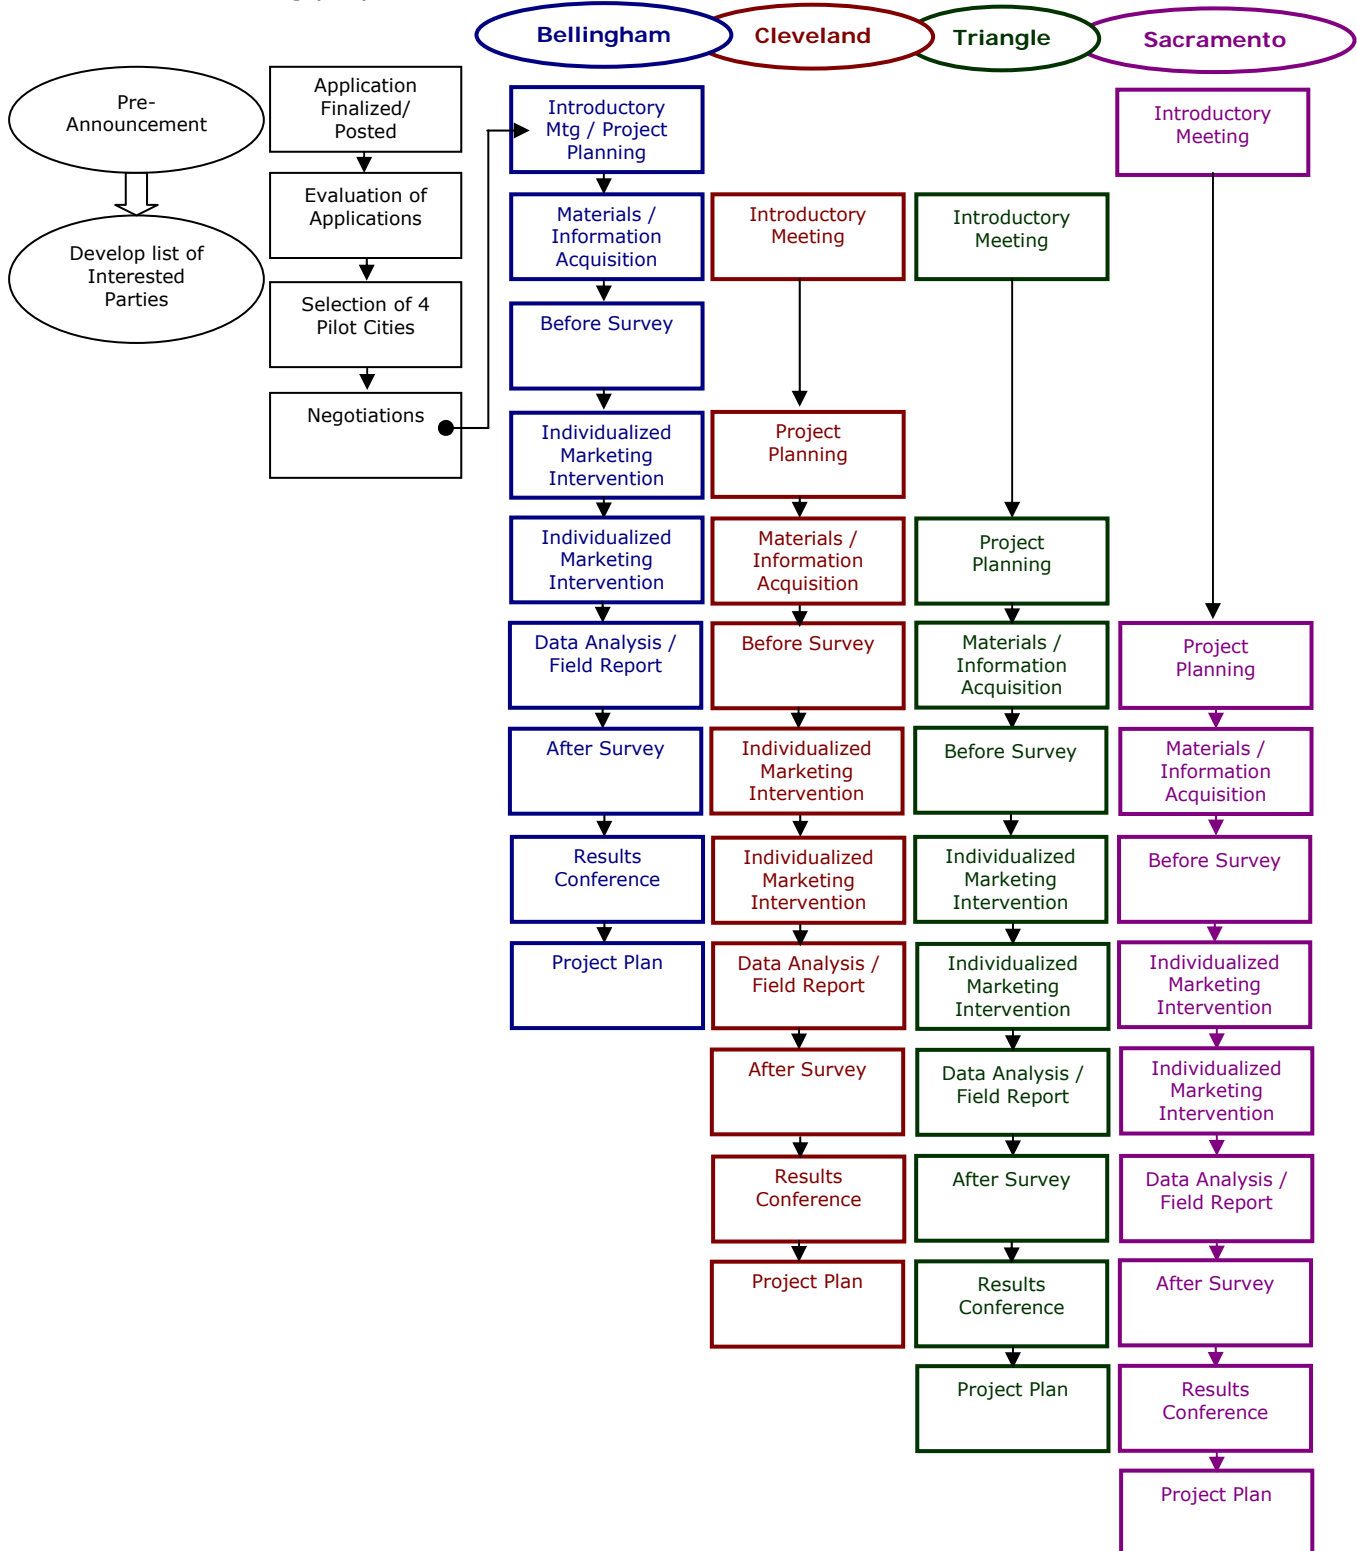 Bellingham
Cleveland
Triangle
Sacramento
Pre-
Announcement
Develop list of
Interested
Parties
Application
Finalized/
Posted
Evaluation of
Applications
Selection of 4
Pilot Cities
Negotiations
Introductory
Mtg / Project
Planning
Materials /
Information
Acquisition
Before Survey
Individualized
Marketing
Intervention
Individualized
Marketing
Intervention
Data Analysis /
Field Report
After Survey
Results
Conference
Project Plan
Introductory
Meeting
Project
Planning
Materials /
Information
Acquisition
Before Survey
Individualized
Marketing
Intervention
Individualized
Marketing
Intervention
Data Analysis /
Field Report
After Survey
Results
Conference
Project Plan
Introductory
Meeting
Project
Planning
Materials /
Information
Acquisition
Before Survey
Individualized
Marketing
Intervention
Individualized
Marketing
Intervention
Data Analysis /
Field Report
After Survey
Results
Conference
Project Plan
Introductory
Meeting
Project
Planning
Materials /
Information
Acquisition
Before Survey
Individualized
Marketing
Intervention
Individualized
Marketing
Intervention
Data Analysis /
Field Report
After Survey
Results
Conference
Project Plan